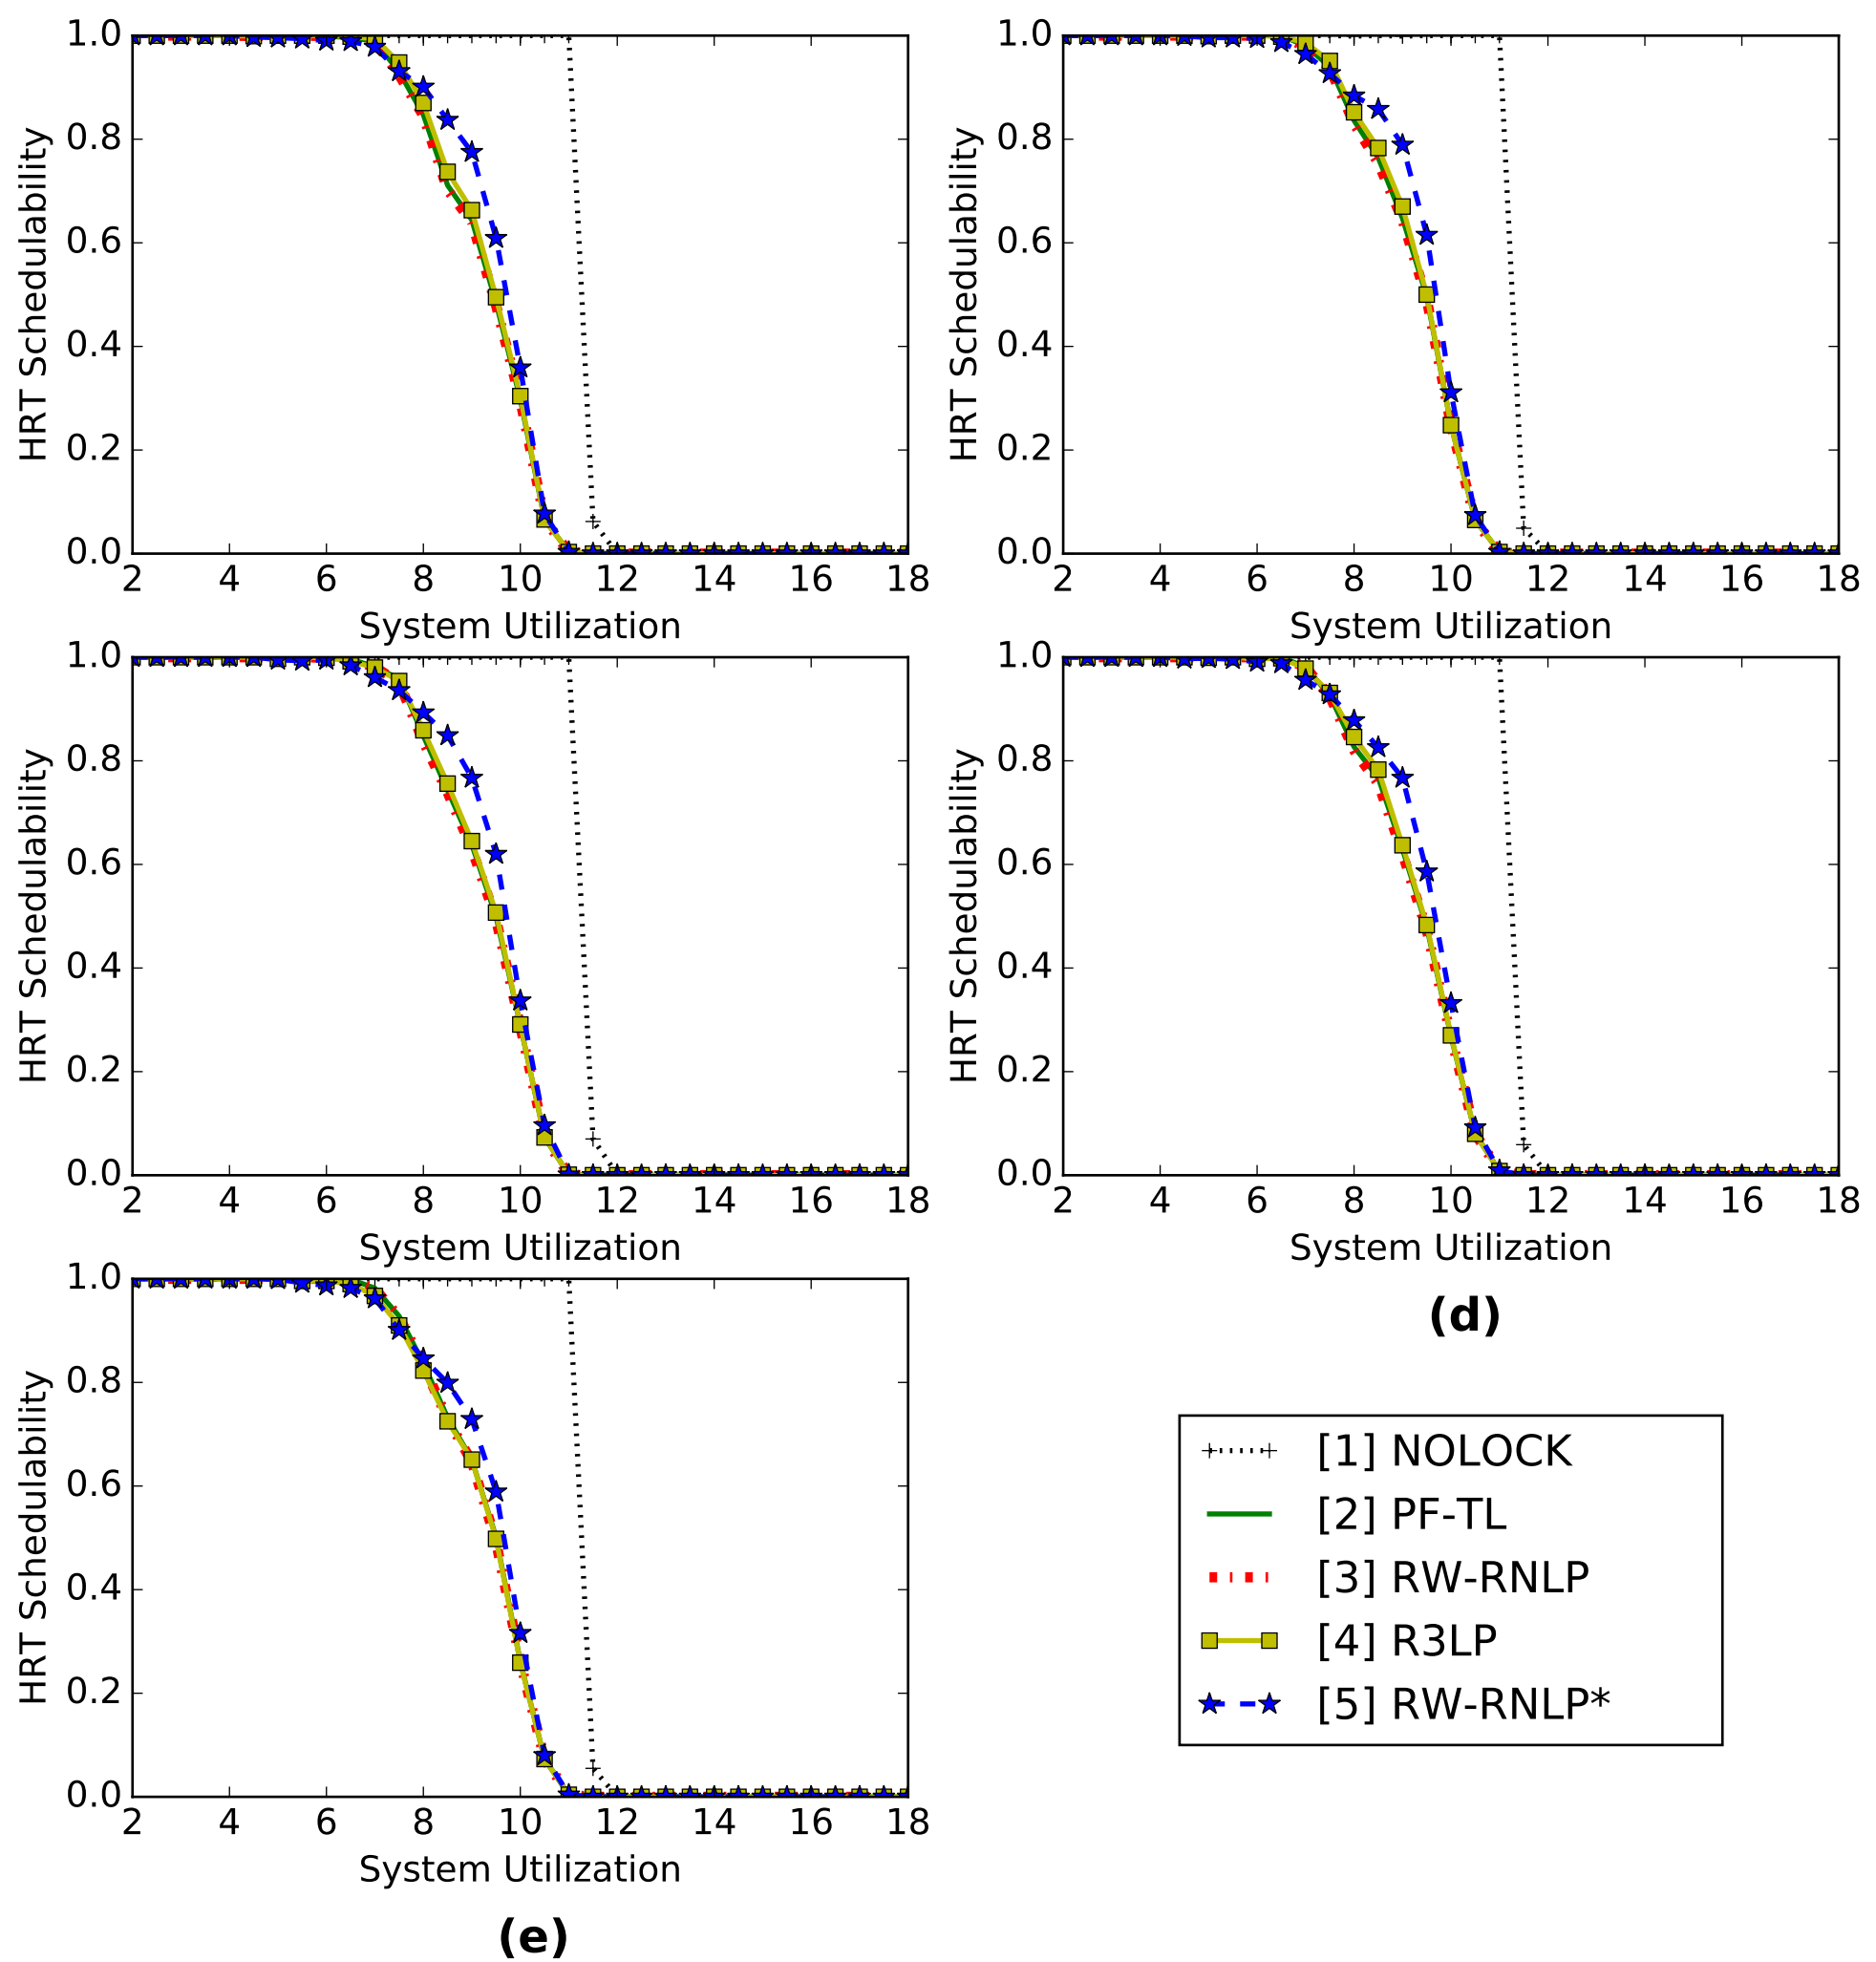 1.0
0.8
0.6
0.4
0.2
0.0
HRT Schedulability
2 4 6 8 10 12 14 16 18
System Utilization
1.0
0.8
0.6
0.4
0.2
0.0
HRT Schedulability
2 4 6 8 10 12 14 16 18
System Utilization
1.0
0.8
0.6
0.4
0.2
0.0
HRT Schedulability
2 4 6 8 10 12 14 16 18
System Utilization
1.0
0.8
0.6
0.4
0.2
0.0
HRT Schedulability
2 4 6 8 10 12 14 16 18
System Utilization
(d)
1.0
0.8
0.6
0.4
0.2
0.0
HRT Schedulability
2 4 6 8 10 12 14 16 18
System Utilization
(e)
[1] NOLOCK
[2] PF-TL
[3] RW-RNLP
[4] R3LP
[5] RW-RNLP*